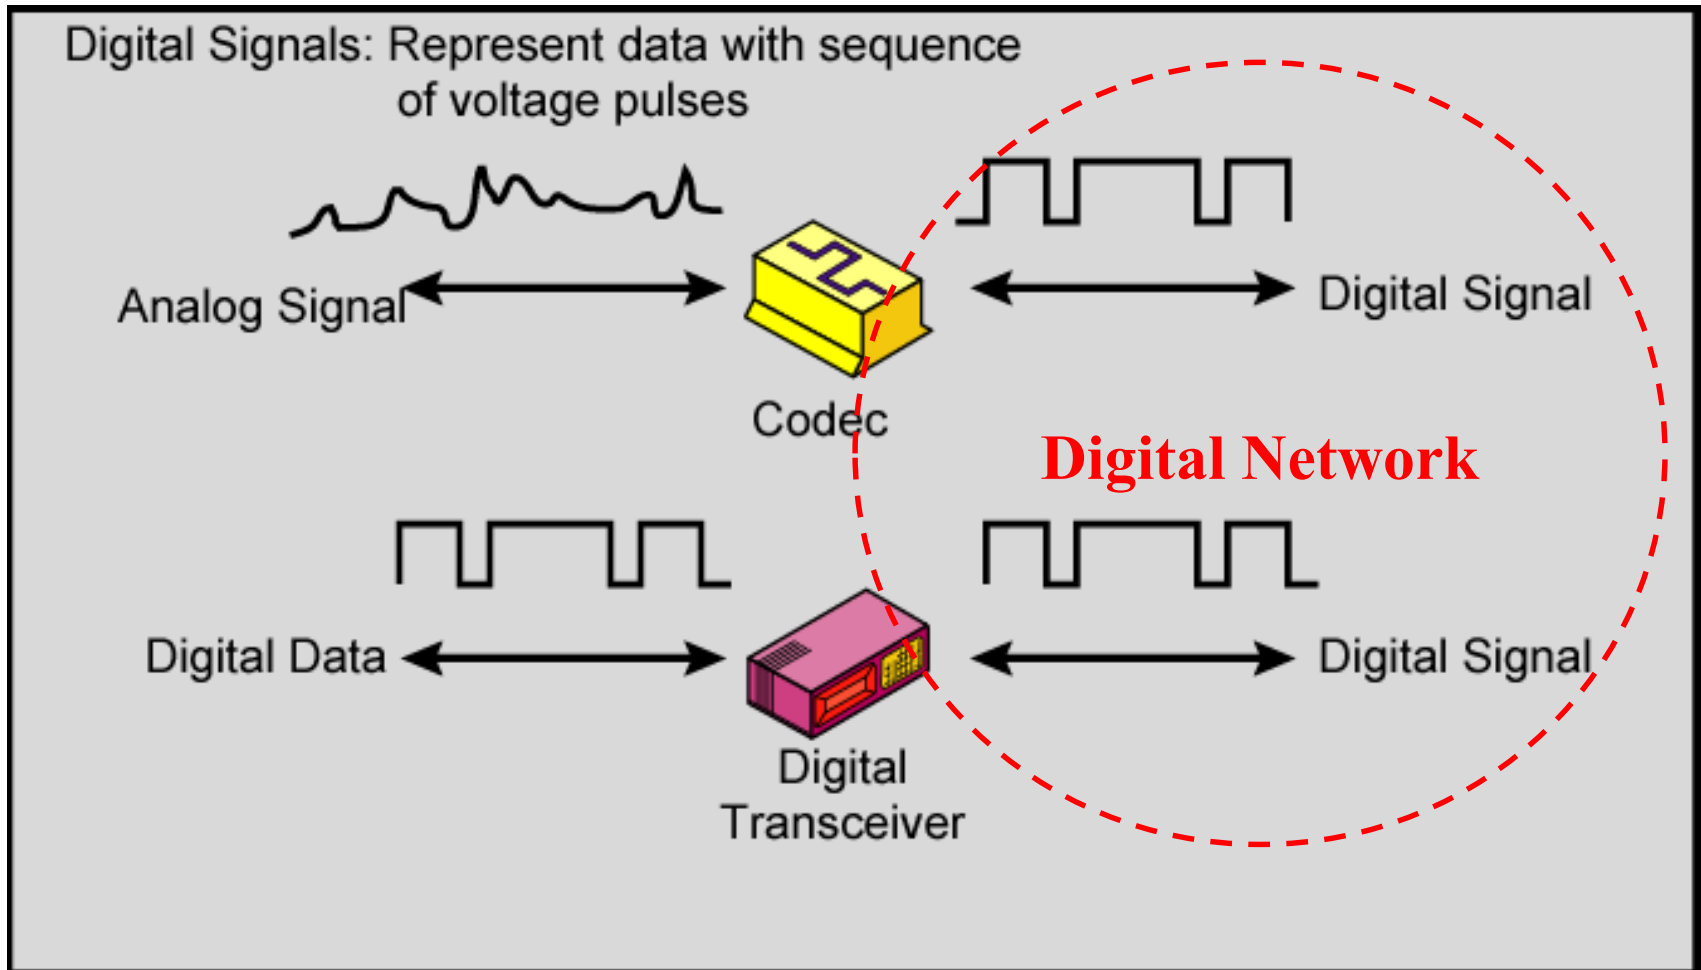 Digital Signals: Represent data with sequence
of voltage pulses
Analog Signal
Digital Signal
Codec
Digital Network
Digital Data
Digital Signal
Digital
Transceiver